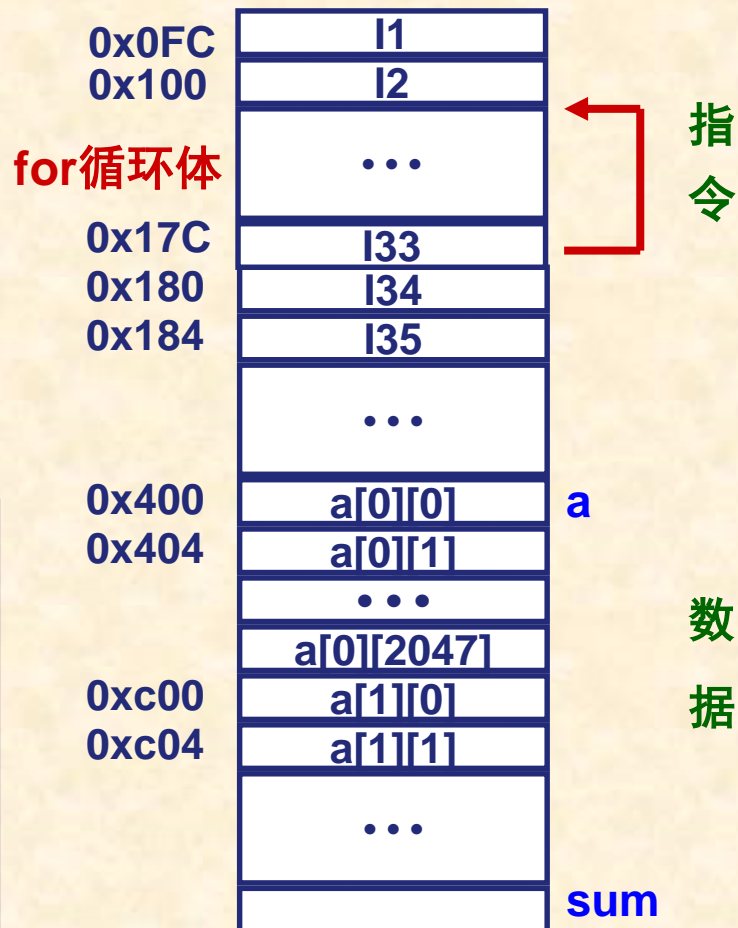 0x0FC I1
0x100 I2
指
for循环体 •••
令
0x17C I33
0x180 I34
0x184 I35
•••
0x400 a[0][0] a
0x404 a[0][1]
•••
数
a[0][2047]
0xc00 a[1][0]
据
0xc04 a[1][1]
•••
sum